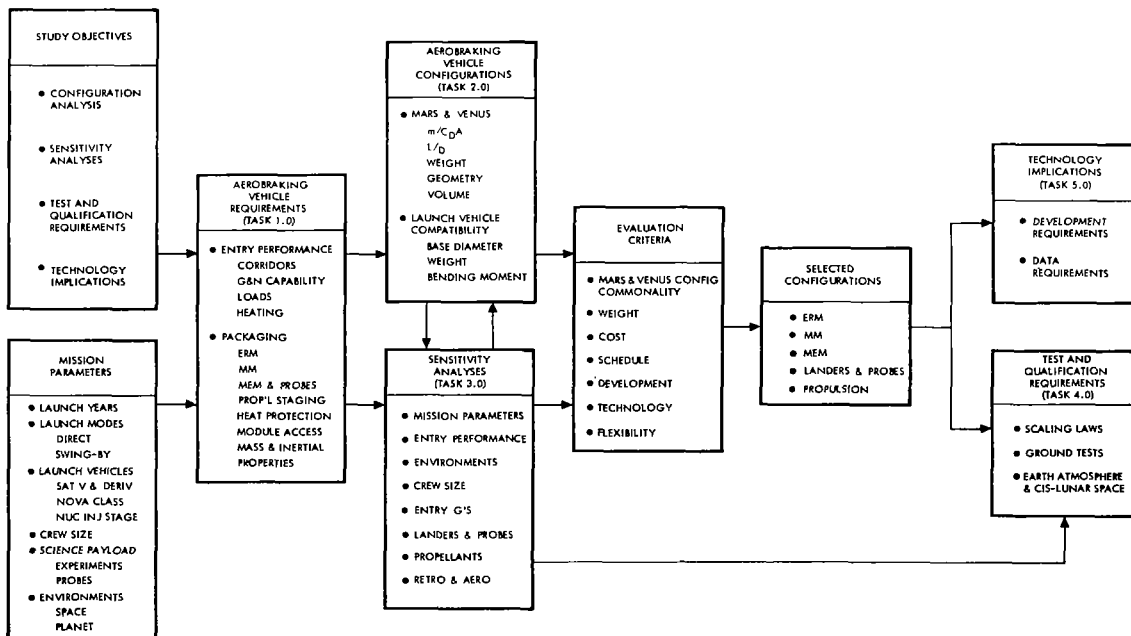 STUDY OBJECTIVES
• CONFIGURATION
ANALYSIS
• SENSITIVITY
ANALYSES
• TEST AND
QUALIFICATION
REQUIREMENTS
• TECHNOLOGY
IMPLICATIONS
MISSION
PARAMETERS
• LAUNCH YEARS
• LAUNCH MODES
DIRECT
SWING-BY
• LAUNCH VEHICLES
SAT V & DERIV
NOVA CLASS
NUC INJ STAGE
• CREW SIZE
• SCIENCE PAYLOAD
EXPERIMENTS
PROBES
• ENVIRONMENTS
SPACE
PLANET
AEROBRAKING
VEHICLE
REQUIREMENTS
(TASK 1.0)
• ENTRY PERFORMANCE
CORRIDORS
G&N CAPABILITY
LOADS
HEATING
• PACKAGING
ERM
MM
MEM & PROBES
PROP'L STAGING
HEAT PROTECTION
MODULE ACCESS
MASS & INERTIAL
PROPERTIES
AEROBRAKING
VEHICLE
CONFIGURATIONS
(TASK 2.0)
• MARS & VENUS
m/CDA
L/D
WEIGHT
GEOMETRY
VOLUME
• LAUNCH VEHICLE
COMPATIBILITY
BASE DIAMETER
WEIGHT
BENDING MOMENT
SENSITIVITY
ANALYSES
(TASK 3.0)
• MISSION PARAMETERS
• ENTRY PERFORMANCE
• ENVIRONMENTS
• CREW SIZE
• ENTRY G'S
• LANDERS & PROBES
• PROPELLANTS
• RETRO & AERO
EVALUATION
CRITERIA
• MARS & VENUS CONFIG
COMMONALITY
• WEIGHT
• COST
• SCHEDULE
• DEVELOPMENT
• TECHNOLOGY
• FLEXIBILITY
SELECTED
CONFIGURATIONS
• ERM
• MM
• MEM
• LANDERS & PROBES
• PROPULSION
TECHNOLOGY
IMPLICATIONS
(TASK 5.0)
• DEVELOPMENT
REQUIREMENTS
• DATA
REQUIREMENTS
TEST AND
QUALIFICATION
REQUIREMENTS
(TASK 4.0)
• SCALING LAWS
• GROUND TESTS
• EARTH ATMOSPHERE
& CIS-LUNAR SPACE